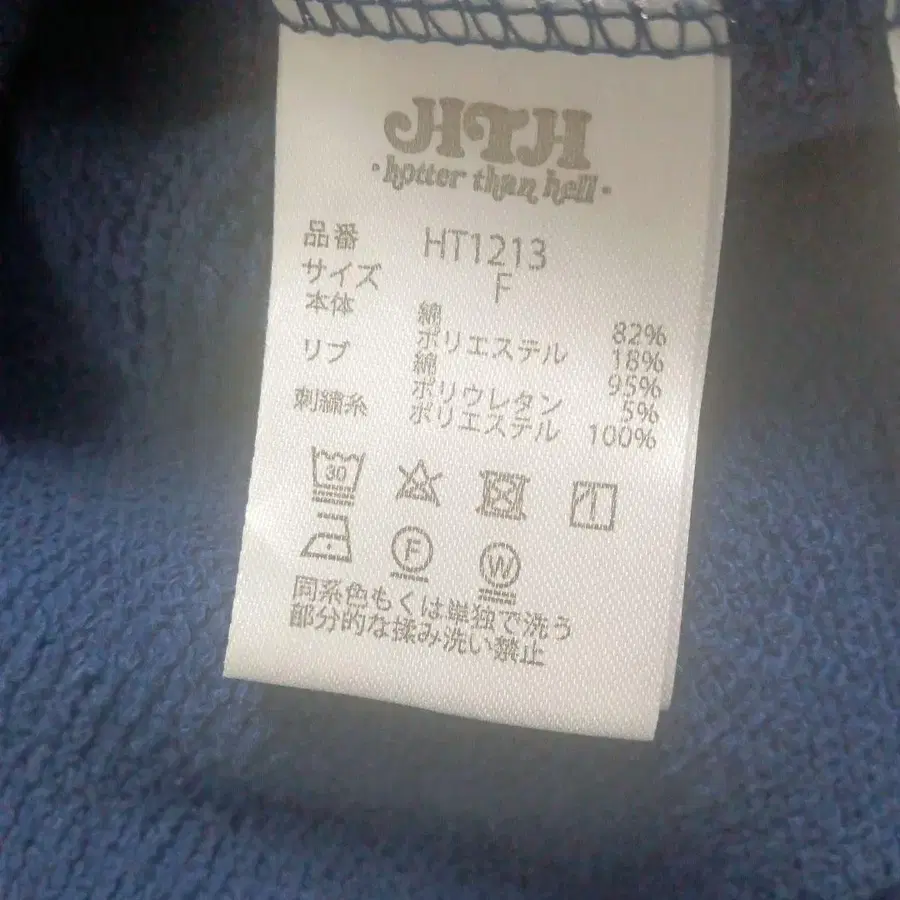 HTH
·hotter than hell·
品番 HT1213
サイズ F
本体 綿 82%
ポリエステル 18%
リブ 綿 95%
ポリウレタン 5%
刺繍糸 ポリエステル 100%
30
F W
同系色もくは単独で洗う
部分的な揉み洗い禁止